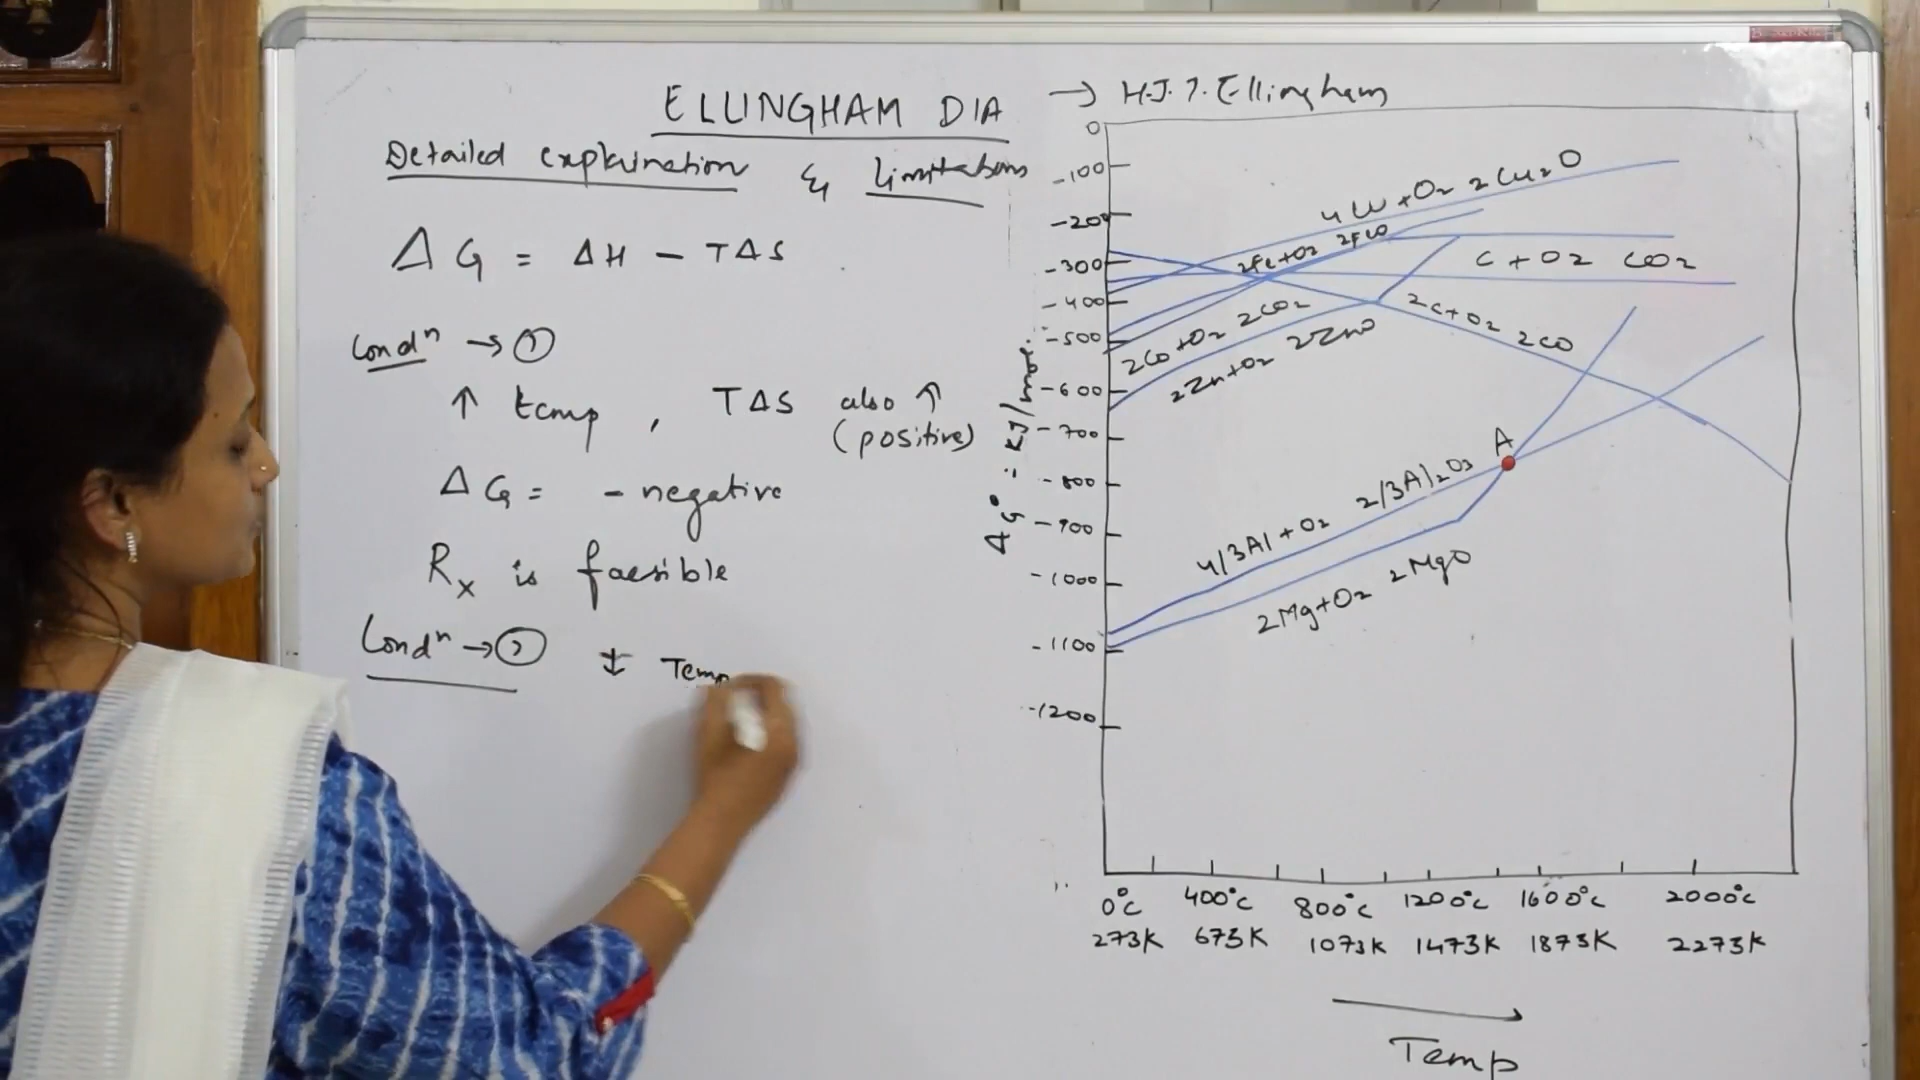 ELLINGHAM DIA → H.J.T. Ellingham
Detailed explaination & limitations
ΔG = ΔH - TΔS
Condⁿ → ①
↑ temp, TΔS also ↑
(positive)
ΔG = - negative
Rx is faesible
Condⁿ → ②  ↓ Temp
0
-100
-200
-300
-400
-500
-600
-700
-800
-900
-1000
-1100
-1200
ΔG° = KJ/mol.
4Cu+O2 2Cu2O
2Fe+O2 2FeO
C+O2 CO2
2CO+O2 2CO2
2C+O2 2CO
2Zn+O2 2ZnO
A
4/3Al+O2 2/3Al2O3
2Mg+O2 2MgO
0°c 400°c 800°c 1200°c 1600°c 2000°c
273K 673K 1073K 1473K 1873K 2273K
Temp